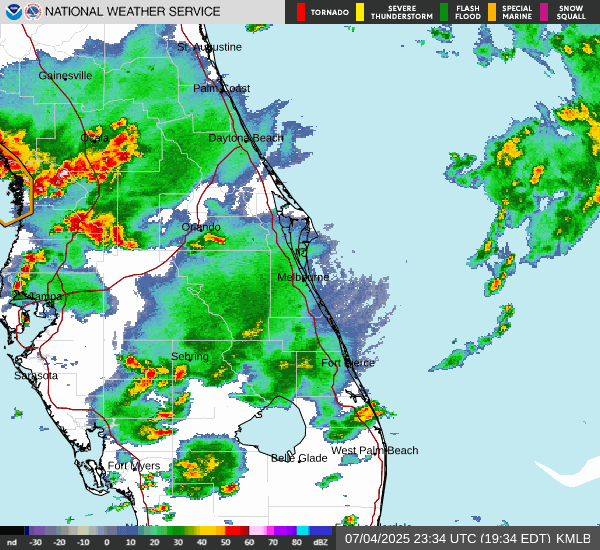 NATIONAL WEATHER SERVICE
TORNADO
SEVERE
THUNDERSTORM
FLASH
FLOOD
SPECIAL
MARINE
SNOW
SQUALL
St. Augustine
Gainesville
Palm Coast
Ocala
Daytona Beach
Orlando
Melbourne
Tampa
Sebring
Fort Pierce
Sarasota
West Palm Beach
Belle Glade
Fort Myers
nd -30 -20 -10 0 10 20 30 40 50 60 70 80 dBZ
07/04/2025 23:34 UTC (19:34 EDT) KMLB